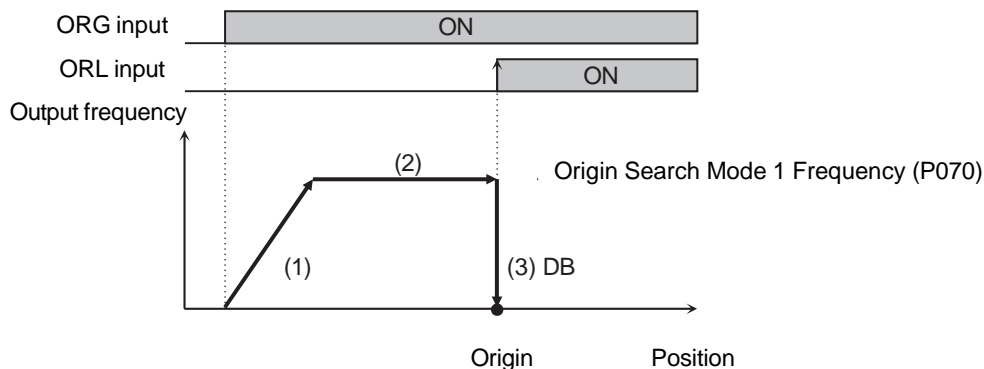 ORG input
ON
ORL input
ON
Output frequency
(2)
Origin Search Mode 1 Frequency (P070)
(1)
(3) DB
Origin
Position